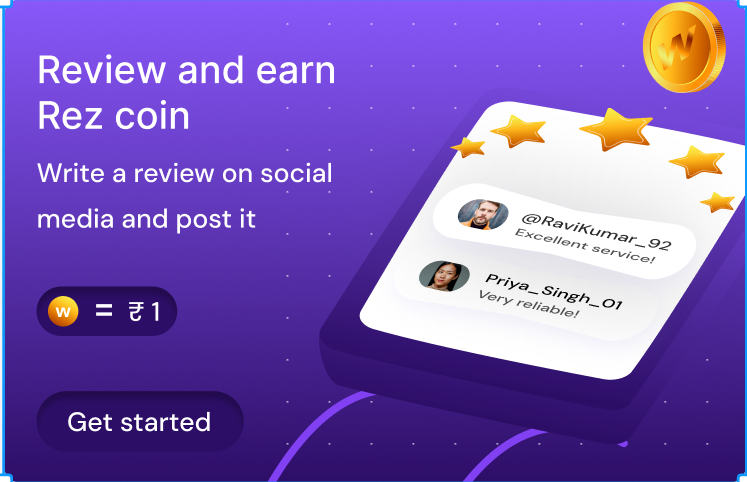 Review and earn
Rez coin
Write a review on social
media and post it
w = ₹ 1
Get started
W
@RaviKumar_92
Excellent service!
Priya_Singh_01
Very reliable!